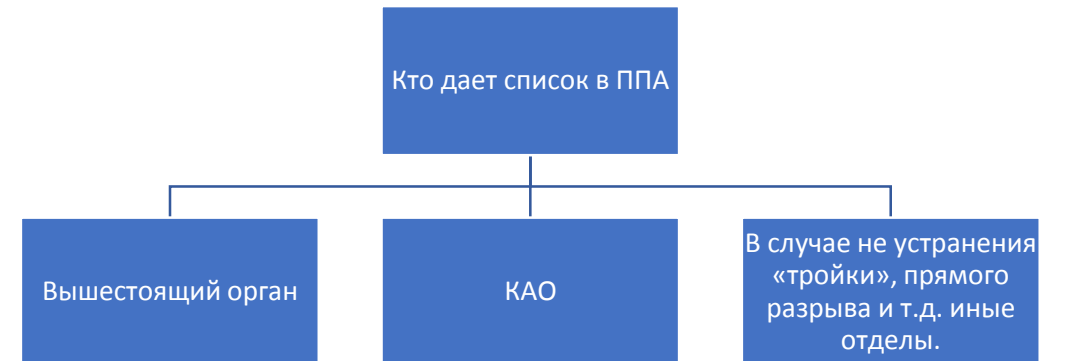 Кто дает список в ППА
Вышестоящий орган
КАО
В случае не устранения
«тройки», прямого
разрыва и т.д. иные
отделы.